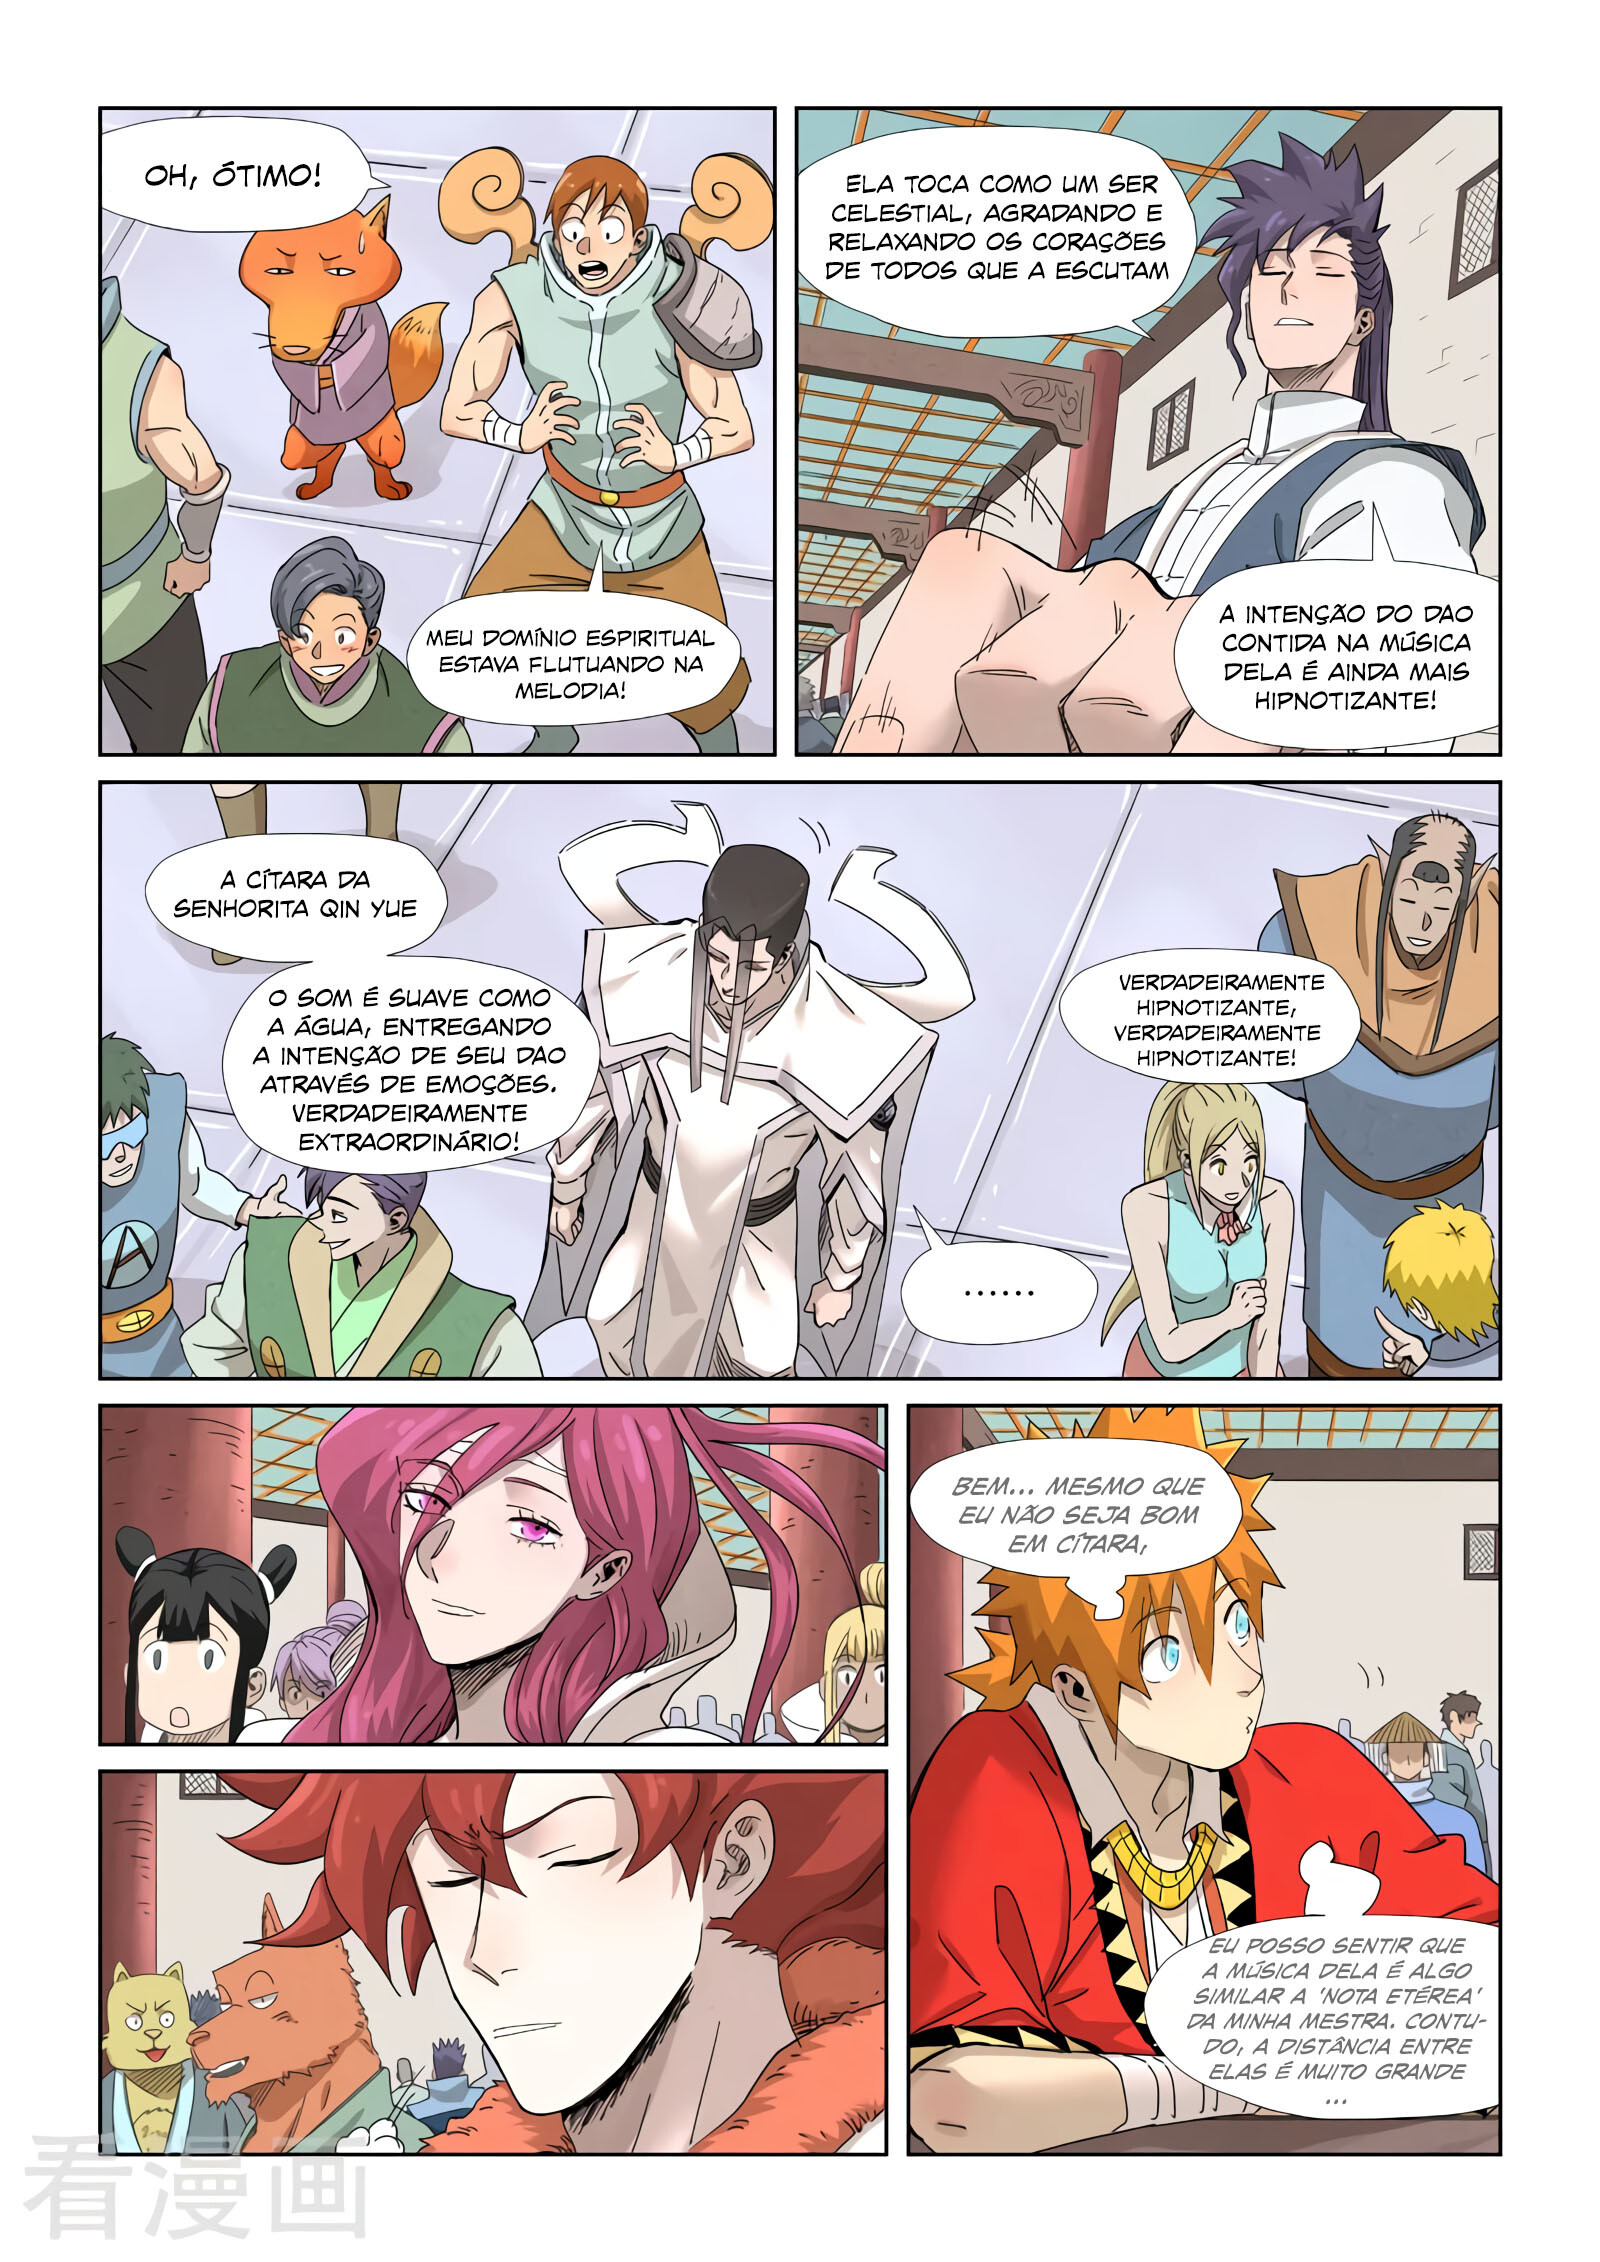 OH, ÓTIMO!
MEU DOMÍNIO ESPIRITUAL
ESTAVA FLUTUANDO NA
MELODIA!
ELA TOCA COMO UM SER
CELESTIAL, AGRADANDO E
RELAXANDO OS CORAÇÕES
DE TODOS QUE A ESCUTAM
A INTENÇÃO DO DAO
CONTIDA NA MÚSICA
DELA É AINDA MAIS
HIPNOTIZANTE!
A CÍTARA DA
SENHORITA QIN YUE
O SOM É SUAVE COMO
A ÁGUA, ENTREGANDO
A INTENÇÃO DE SEU DAO
ATRAVÉS DE EMOÇÕES.
VERDADEIRAMENTE
EXTRAORDINÁRIO!
VERDADEIRAMENTE
HIPNOTIZANTE,
VERDADEIRAMENTE
HIPNOTIZANTE!
......
BEM... MESMO QUE
EU NÃO SEJA BOM
EM CÍTARA,
EU POSSO SENTIR QUE
A MÚSICA DELA É ALGO
SIMILAR A 'NOTA ETÉREA'
DA MINHA MESTRA. CONTU-
DO, A DISTÂNCIA ENTRE
ELAS É MUITO GRANDE
...
看漫画